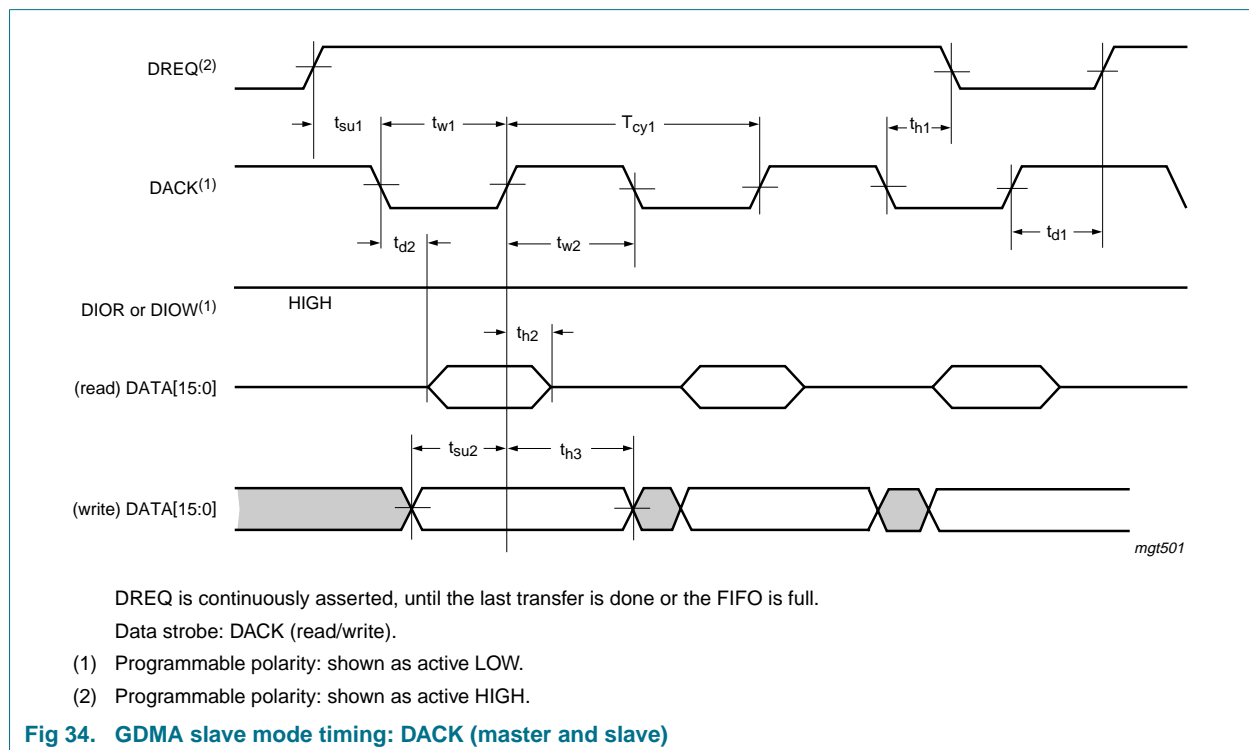 DREQ(2)
tsu1
tw1
Tcy1
th1
DACK(1)
td2
tw2
td1
DIOR or DIOW(1)
HIGH
th2
(read) DATA[15:0]
tsu2
th3
(write) DATA[15:0]
mgt501
DREQ is continuously asserted, until the last transfer is done or the FIFO is full.
Data strobe: DACK (read/write).
(1) Programmable polarity: shown as active LOW.
(2) Programmable polarity: shown as active HIGH.
Fig 34. GDMA slave mode timing: DACK (master and slave)